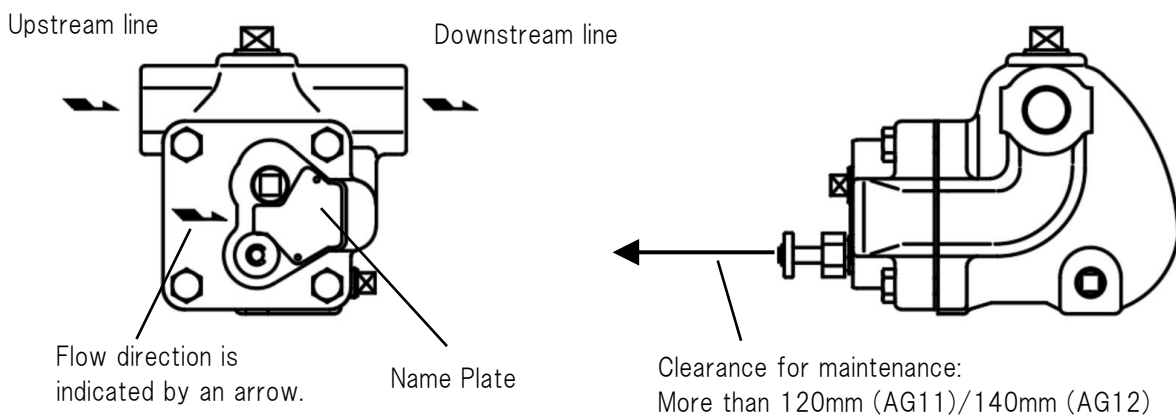 Upstream line
Downstream line
Flow direction is
indicated by an arrow.
Name Plate
Clearance for maintenance:
More than 120mm (AG11)/140mm (AG12)